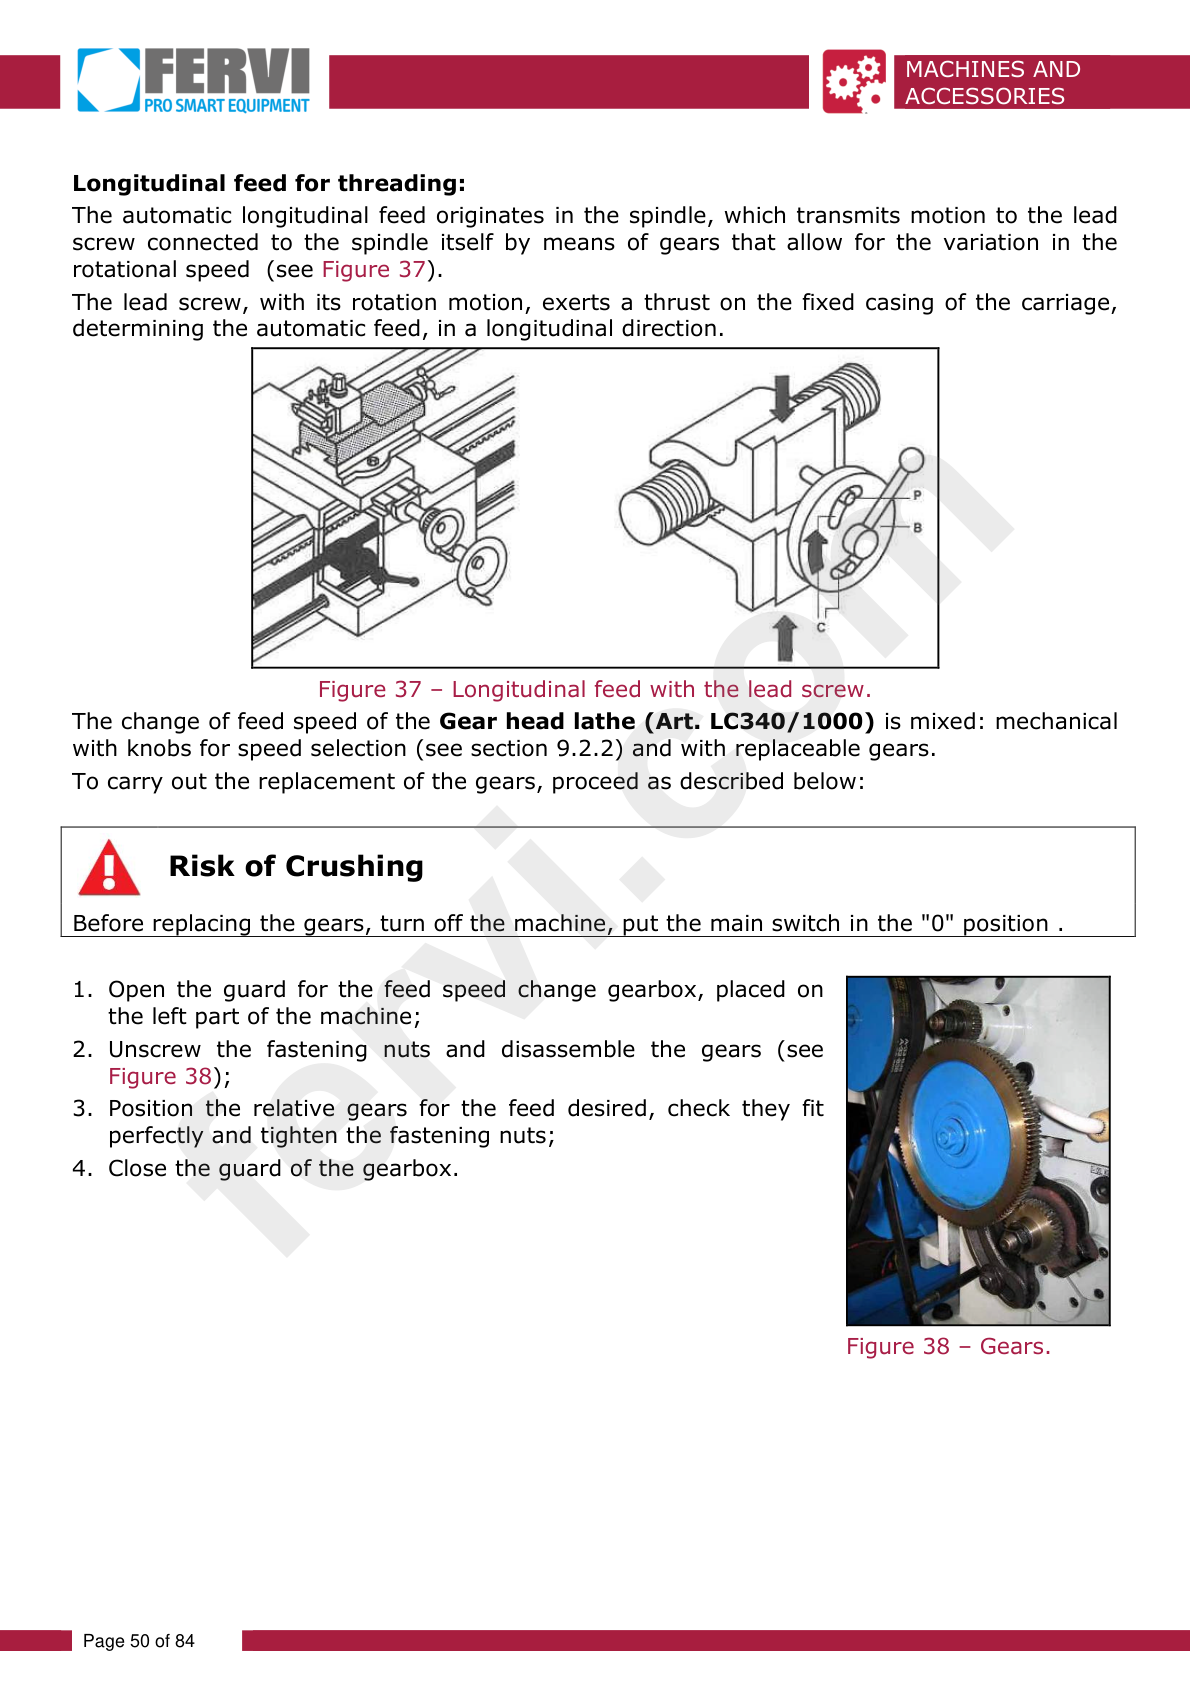 FERVI
PRO SMART EQUIPMENT
MACHINES AND
ACCESSORIES
Longitudinal feed for threading:
The automatic longitudinal feed originates in the spindle, which transmits motion to the lead
screw connected to the spindle itself by means of gears that allow for the variation in the
rotational speed (see Figure 37).
The lead screw, with its rotation motion, exerts a thrust on the fixed casing of the carriage,
determining the automatic feed, in a longitudinal direction.
P
B
C
Figure 37 – Longitudinal feed with the lead screw.
The change of feed speed of the Gear head lathe (Art. LC340/1000) is mixed: mechanical
with knobs for speed selection (see section 9.2.2) and with replaceable gears.
To carry out the replacement of the gears, proceed as described below:
Risk of Crushing
Before replacing the gears, turn off the machine, put the main switch in the "0" position .
1. Open the guard for the feed speed change gearbox, placed on
the left part of the machine;
2. Unscrew the fastening nuts and disassemble the gears (see
Figure 38);
3. Position the relative gears for the feed desired, check they fit
perfectly and tighten the fastening nuts;
4. Close the guard of the gearbox.
Figure 38 – Gears.
fervi.com
Page 50 of 84